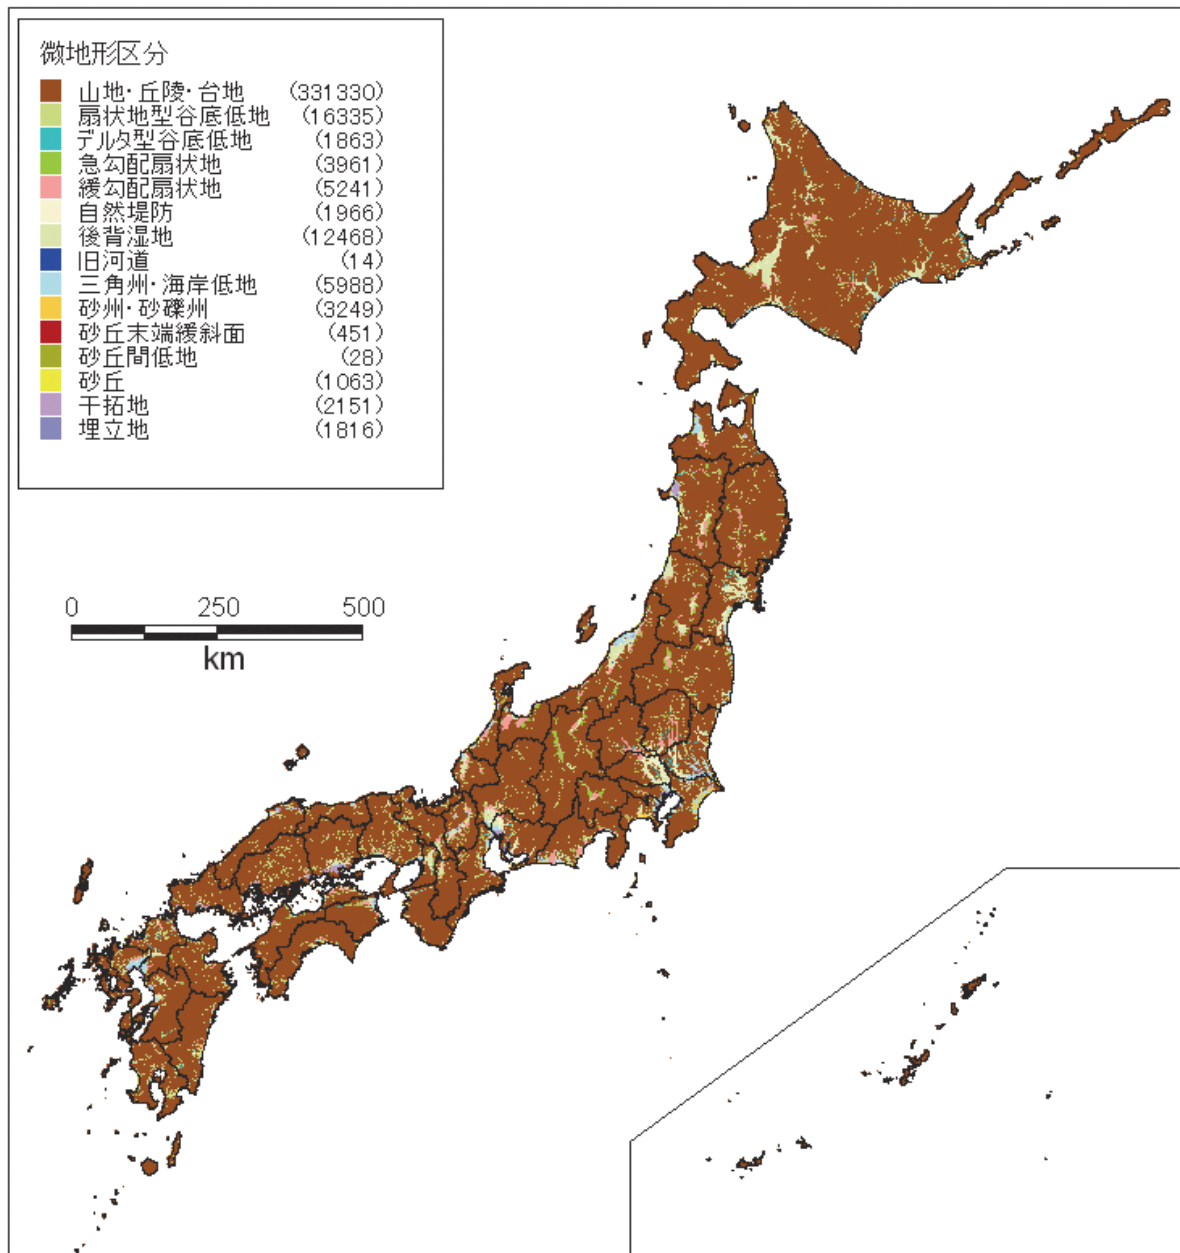 微地形区分
山地・丘陵・台地 (331330)
扇状地型谷底低地 (16335)
デルタ型谷底低地 (1863)
急勾配扇状地 (3961)
緩勾配扇状地 (5241)
自然堤防 (1966)
後背湿地 (12468)
旧河道 (14)
三角州・海岸低地 (5988)
砂州・砂礫州 (3249)
砂丘末端緩斜面 (451)
砂丘間低地 (28)
砂丘 (1063)
干拓地 (2151)
埋立地 (1816)
0 250 500
km